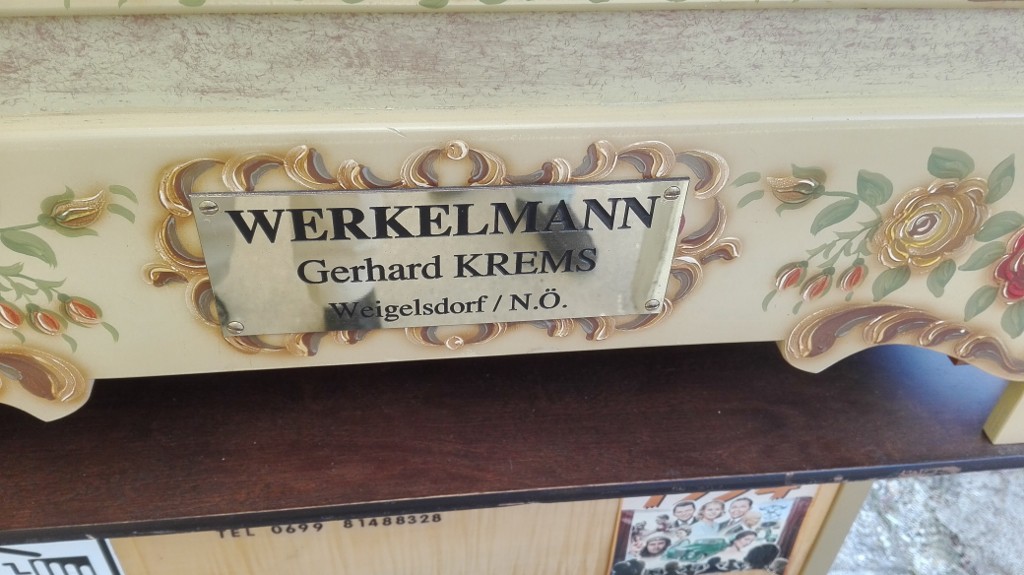 WERKELMANN
Gerhard KREMS
Weigelsdorf / N.Ö.
TEL 0699 81488328